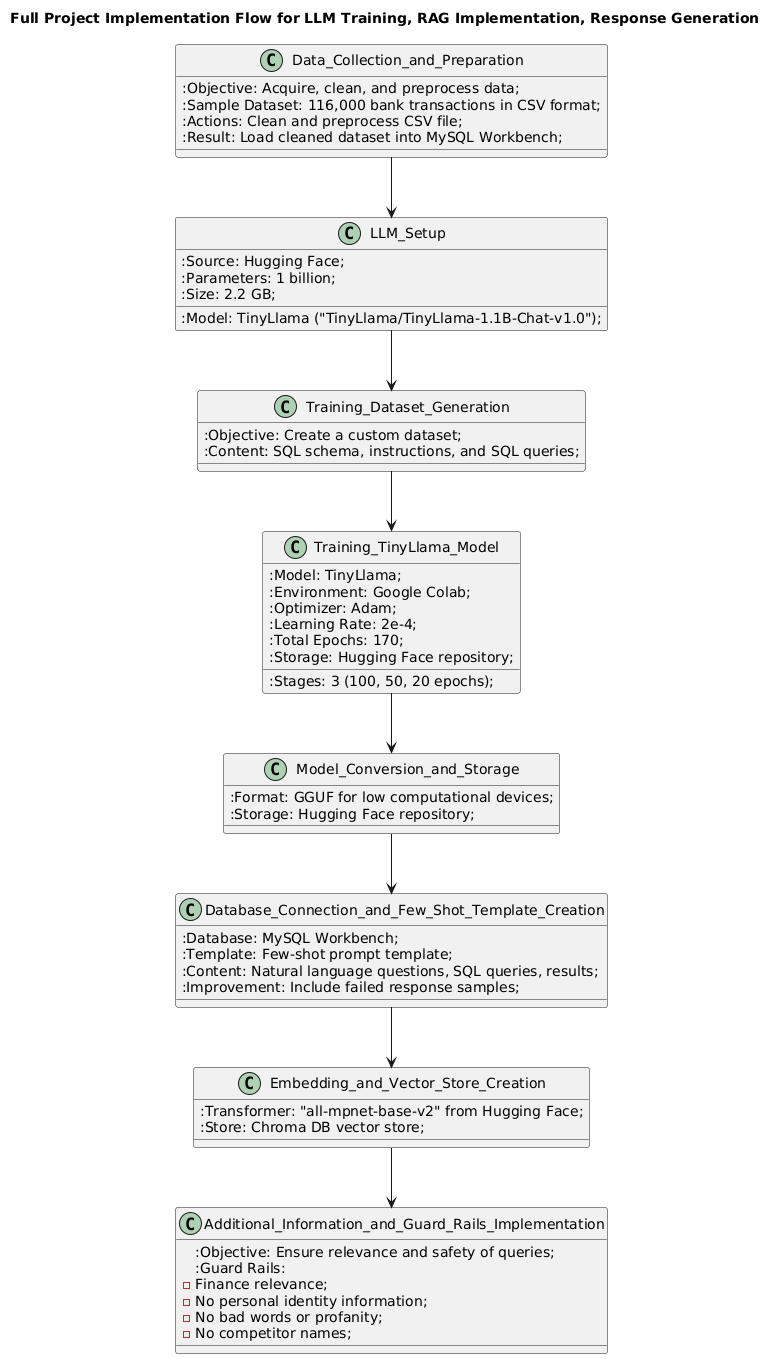 Full Project Implementation Flow for LLM Training, RAG Implementation, Response Generation
C Data_Collection_and_Preparation
:Objective: Acquire, clean, and preprocess data;
:Sample Dataset: 116,000 bank transactions in CSV format;
:Actions: Clean and preprocess CSV file;
:Result: Load cleaned dataset into MySQL Workbench;
C LLM_Setup
:Source: Hugging Face;
:Parameters: 1 billion;
:Size: 2.2 GB;
:Model: TinyLlama ("TinyLlama/TinyLlama-1.1B-Chat-v1.0");
C Training_Dataset_Generation
:Objective: Create a custom dataset;
:Content: SQL schema, instructions, and SQL queries;
C Training_TinyLlama_Model
:Model: TinyLlama;
:Environment: Google Colab;
:Optimizer: Adam;
:Learning Rate: 2e-4;
:Total Epochs: 170;
:Storage: Hugging Face repository;
:Stages: 3 (100, 50, 20 epochs);
C Model_Conversion_and_Storage
:Format: GGUF for low computational devices;
:Storage: Hugging Face repository;
C Database_Connection_and_Few_Shot_Template_Creation
:Database: MySQL Workbench;
:Template: Few-shot prompt template;
:Content: Natural language questions, SQL queries, results;
:Improvement: Include failed response samples;
C Embedding_and_Vector_Store_Creation
:Transformer: "all-mpnet-base-v2" from Hugging Face;
:Store: Chroma DB vector store;
C Additional_Information_and_Guard_Rails_Implementation
:Objective: Ensure relevance and safety of queries;
:Guard Rails:
Finance relevance;
No personal identity information;
No bad words or profanity;
No competitor names;